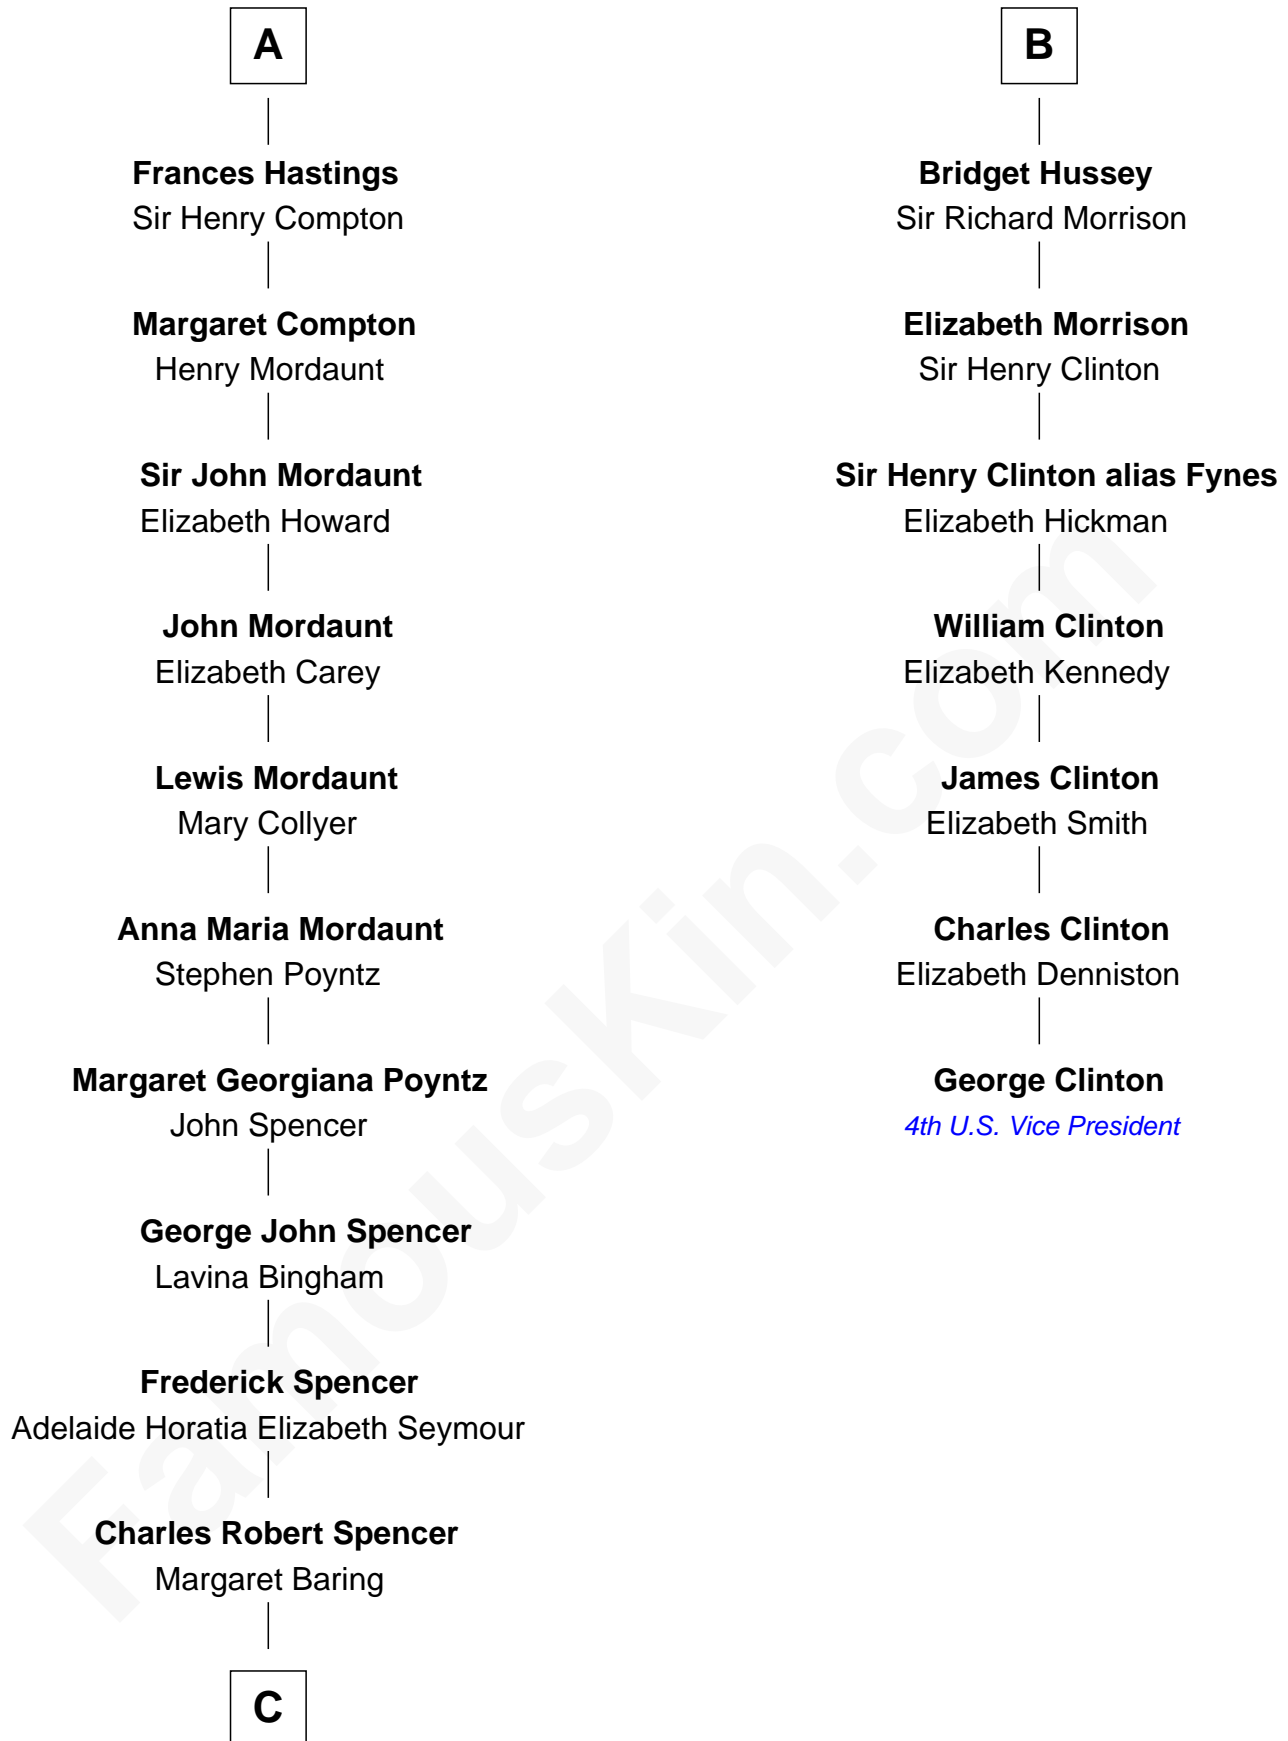 A
Frances Hastings
Sir Henry Compton
Margaret Compton
Henry Mordaunt
Sir John Mordaunt
Elizabeth Howard
John Mordaunt
Elizabeth Carey
Lewis Mordaunt
Mary Collyer
Anna Maria Mordaunt
Stephen Poyntz
Margaret Georgiana Poyntz
John Spencer
George John Spencer
Lavina Bingham
Frederick Spencer
Adelaide Horatia Elizabeth Seymour
Charles Robert Spencer
Margaret Baring
C
B
Bridget Hussey
Sir Richard Morrison
Elizabeth Morrison
Sir Henry Clinton
Sir Henry Clinton alias Fynes
Elizabeth Hickman
William Clinton
Elizabeth Kennedy
James Clinton
Elizabeth Smith
Charles Clinton
Elizabeth Denniston
George Clinton
4th U.S. Vice President
FamousKin.com